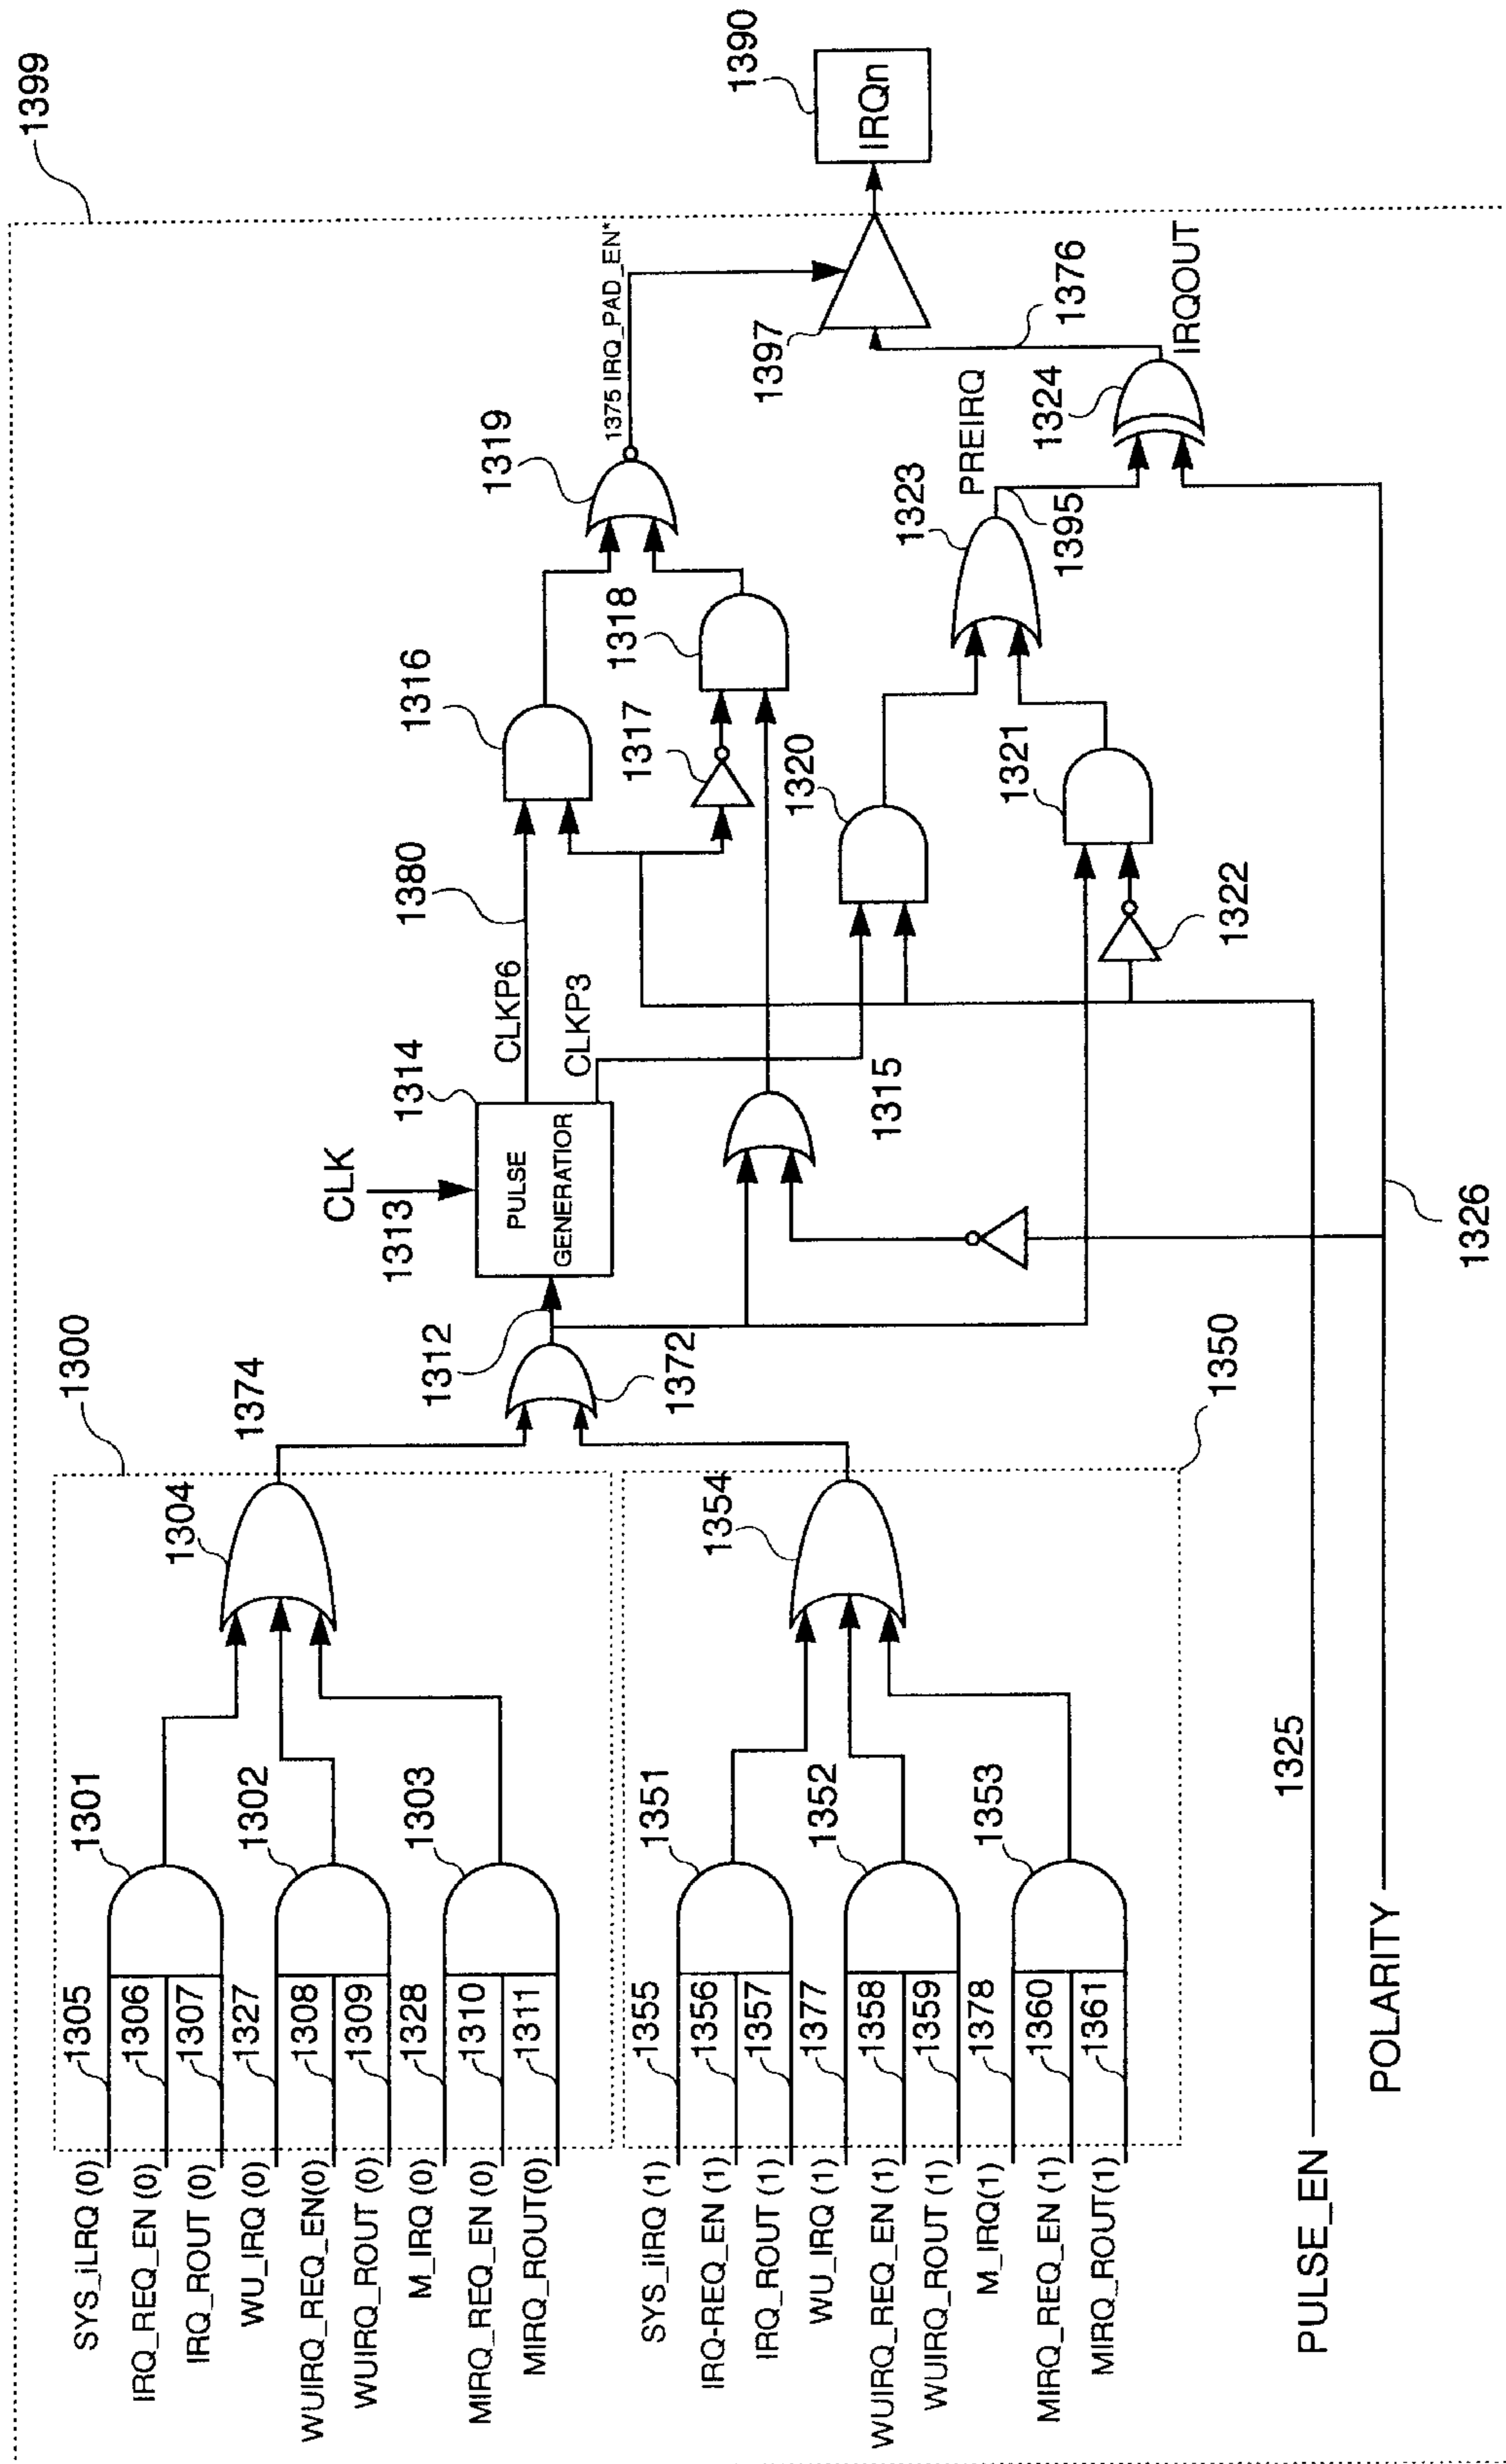 1399
1300
1374
1304
1301
1302
1303
SYS_iLRQ (0)
1305
IRQ_REQ_EN (0)
1306
IRQ_ROUT (0)
1307
WU_IRQ (0)
1327
WUIRQ_REQ_EN(0)
1308
WUIRQ_ROUT (0)
1309
M_IRQ (0)
1328
MIRQ_REQ_EN (0)
1310
MIRQ_ROUT(0)
1311
1350
1354
1351
1352
1353
SYS_iIRQ (1)
1355
IRQ-REQ_EN (1)
1356
IRQ_ROUT (1)
1357
WU_IRQ (1)
1377
WUIRQ_REQ_EN (1)
1358
WUIRQ_ROUT (1)
1359
M_IRQ(1)
1378
MIRQ_REQ_EN (1)
1360
MIRQ_ROUT(1)
1361
PULSE_EN
1325
POLARITY
1326
1312
1372
CLK
1313
1314
PULSE
GENERATIOR
CLKP6
1380
CLKP3
1315
1316
1317
1318
1319
1375 IRQ_PAD_EN*
1320
1321
1322
1323
PREIRQ
1395
1324
IRQOUT
1376
1397
IRQn
1390